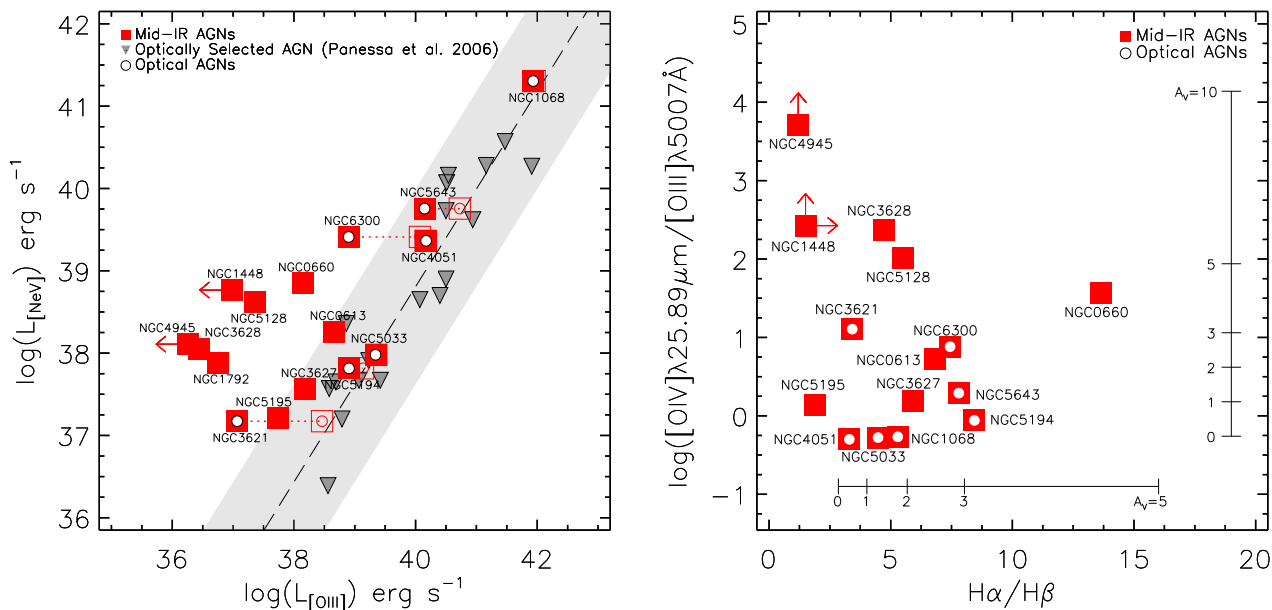 42
41
40
39
38
37
36
log(L[NeV]) erg s−1
Mid−IR AGNs
Optically Selected AGN (Panessa et al. 2006)
Optical AGNs
NGC1068
NGC5643
NGC6300
NGC4051
NGC1448
NGC0660
NGC5128
NGC4945
NGC3628
NGC0613
NGC5033
NGC1792
NGC3627
NGC5194
NGC5195
NGC3621
36
38
40
42
log(L[OIII]) erg s−1
5
4
3
2
1
0
−1
log([OIV]λ25.89μm/[OIII]λ5007Å)
Mid−IR AGNs
Optical AGNs
Av=10
NGC4945
NGC3628
NGC1448
NGC5128
5
NGC0660
NGC3621
NGC6300
3
NGC0613
2
NGC5195
NGC3627
NGC5643
1
NGC5194
NGC4051
NGC1068
NGC5033
0
0
1
2
3
Av=5
0
5
10
15
20
Hα/Hβ